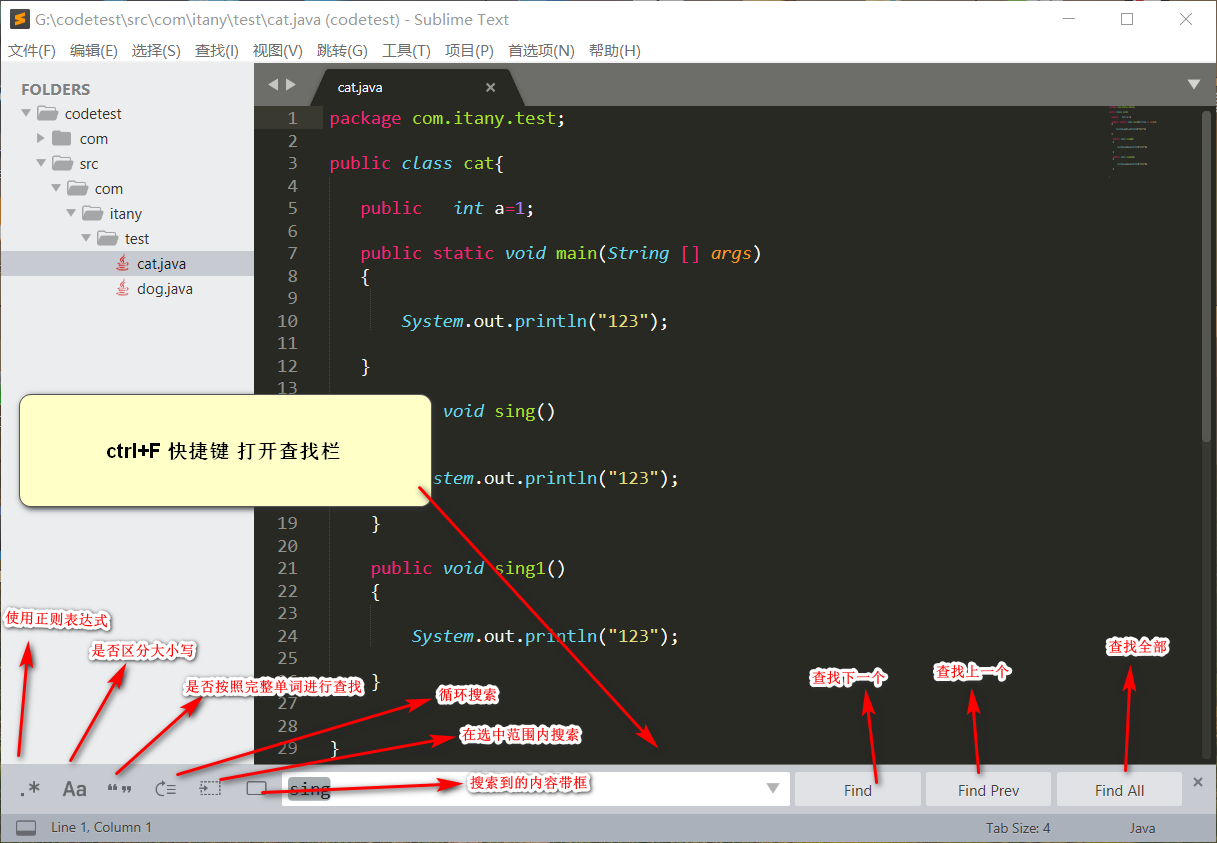 G:\codetest\src\com\itany\test\cat.java (codetest) - Sublime Text
文件(F) 编辑(E) 选择(S) 查找(I) 视图(V) 跳转(G) 工具(T) 项目(P) 首选项(N) 帮助(H)
FOLDERS
codetest
com
src
com
itany
test
cat.java
dog.java
cat.java
1 package com.itany.test;
2
3 public class cat{
4
5 public int a=1;
6
7 public static void main(String [] args)
8 {
9
10 System.out.println("123");
11
12 }
13
void sing()
stem.out.println("123");
19 }
20
21 public void sing1()
22 {
23
24 System.out.println("123");
25
}
27
28
29 }
ctrl+F 快捷键 打开查找栏
使用正则表达式
是否区分大小写
是否按照完整单词进行查找
循环搜索
在选中范围内搜索
搜索到的内容带框
查找下一个
查找上一个
查找全部
.* Aa “” sing Find Find Prev Find All
Line 1, Column 1 Tab Size: 4 Java